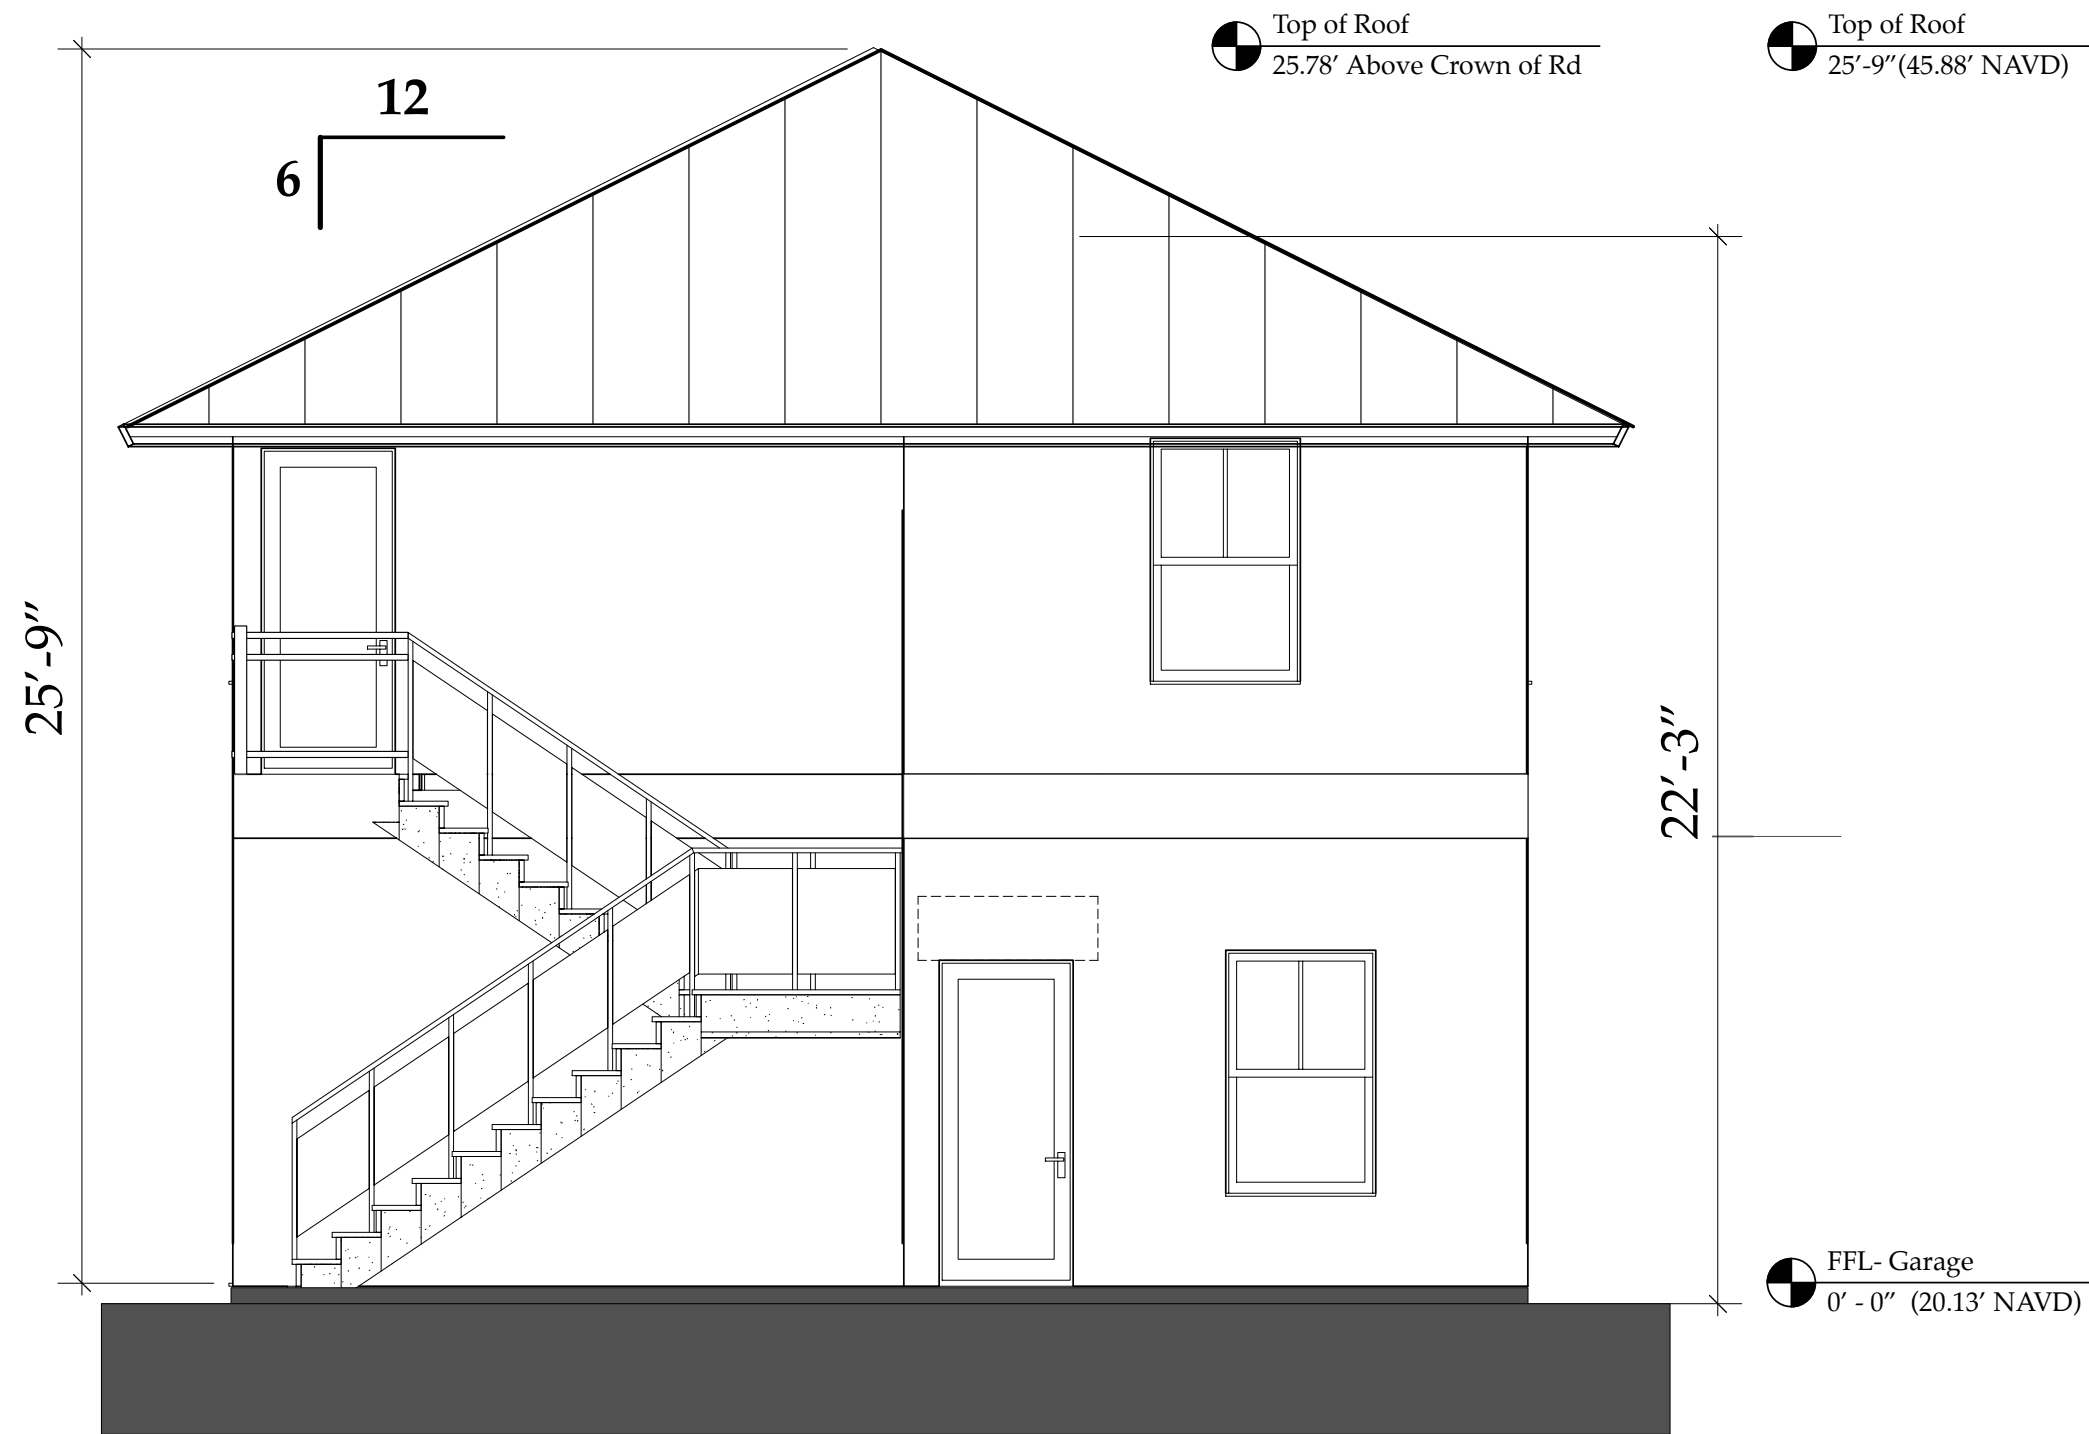 Top of Roof
25.78′ Above Crown of Rd
Top of Roof
25′-9″(45.88′ NAVD)
12
6
25′-9″
22′-3″
FFL- Garage
0′ - 0″ (20.13′ NAVD)